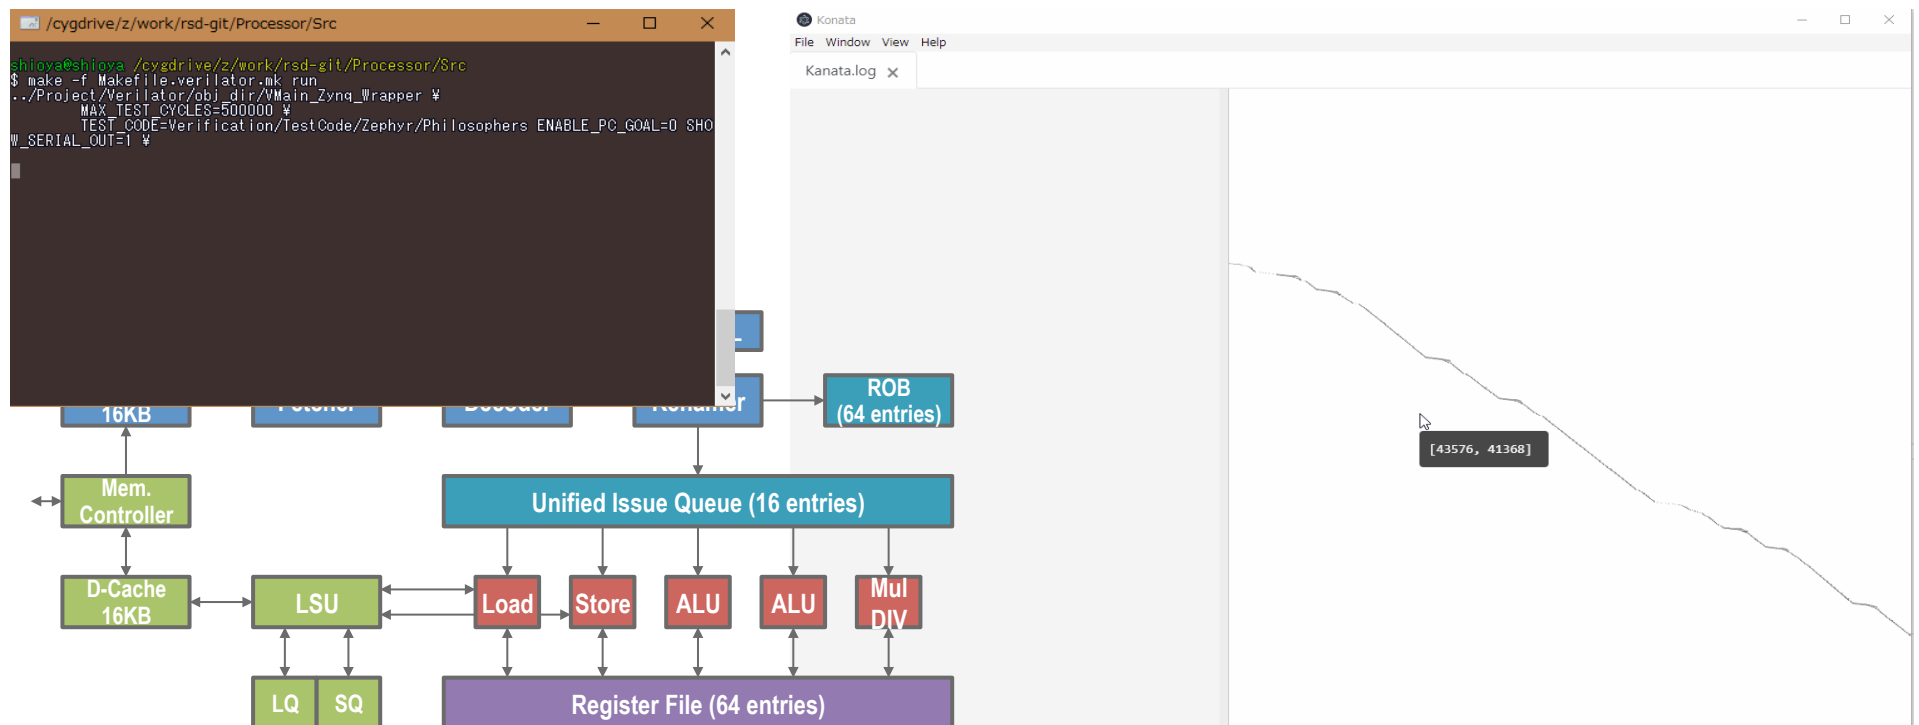 /cygdrive/z/work/rsd-git/Processor/Src
shioya@shioya /cygdrive/z/work/rsd-git/Processor/Src
$ make -f Makefile.verilator.mk run
../Project/Verilator/obj_dir/VMain_Zynq_Wrapper ¥
MAX_TEST_CYCLES=500000 ¥
TEST_CODE=Verification/TestCode/Zephyr/Philosophers ENABLE_PC_GOAL=0 SHO
W_SERIAL_OUT=1 ¥
Konata
File Window View Help
Kanata.log
[43576, 41368]
16KB
Fetcher
Decoder
Renamer
ROB
(64 entries)
Mem.
Controller
Unified Issue Queue (16 entries)
D-Cache
16KB
LSU
Load
Store
ALU
ALU
Mul
DIV
LQ
SQ
Register File (64 entries)